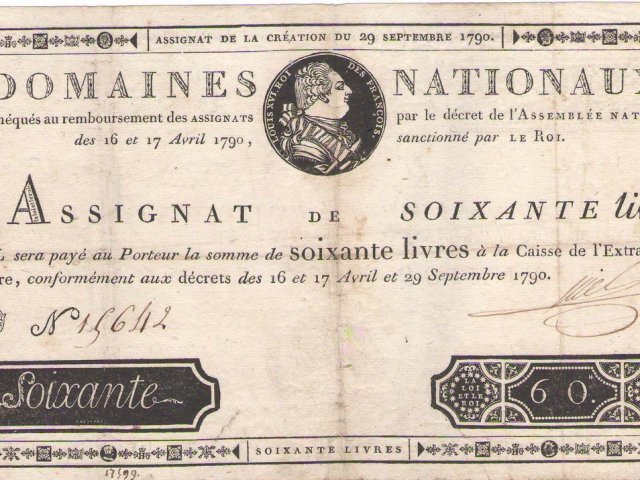 ASSIGNAT DE LA CRÉATION DU 29 SEPTEMBRE 1790.
DOMAINES NATIONAUX
LOUIS XVI. ROI DES FRANÇOIS
héqués au remboursement des ASSIGNATS par le décret de l'ASSEMBLÉE NAT
des 16 et 17 Avril 1790, sanctionné par LE ROI.
ASSIGNAT DE SOIXANTE li
L sera payé au Porteur la somme de soixante livres à la Caisse de l'Extra
re, conformément aux décrets des 16 et 17 Avril et 29 Septembre 1790.
N° 15642
Soixante
LA LOI ET LE ROI
60.
SOIXANTE LIVRES